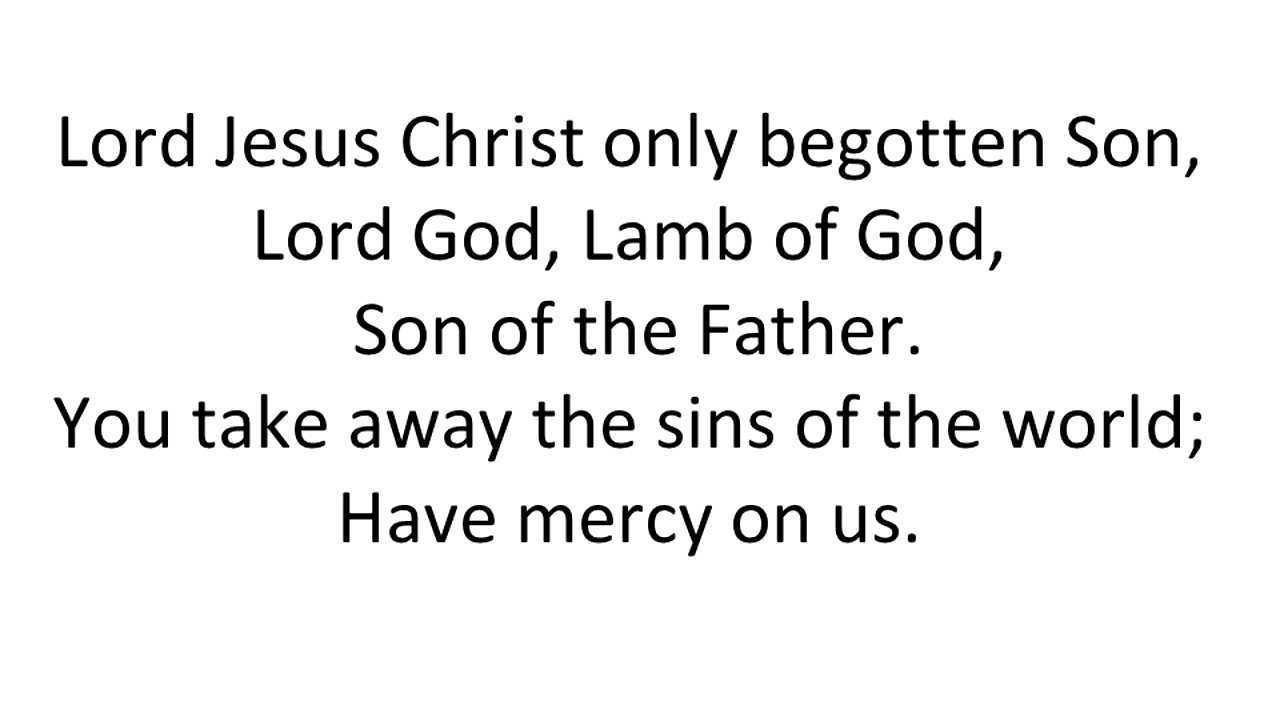 Lord Jesus Christ only begotten Son,
Lord God, Lamb of God,
Son of the Father.
You take away the sins of the world;
Have mercy on us.